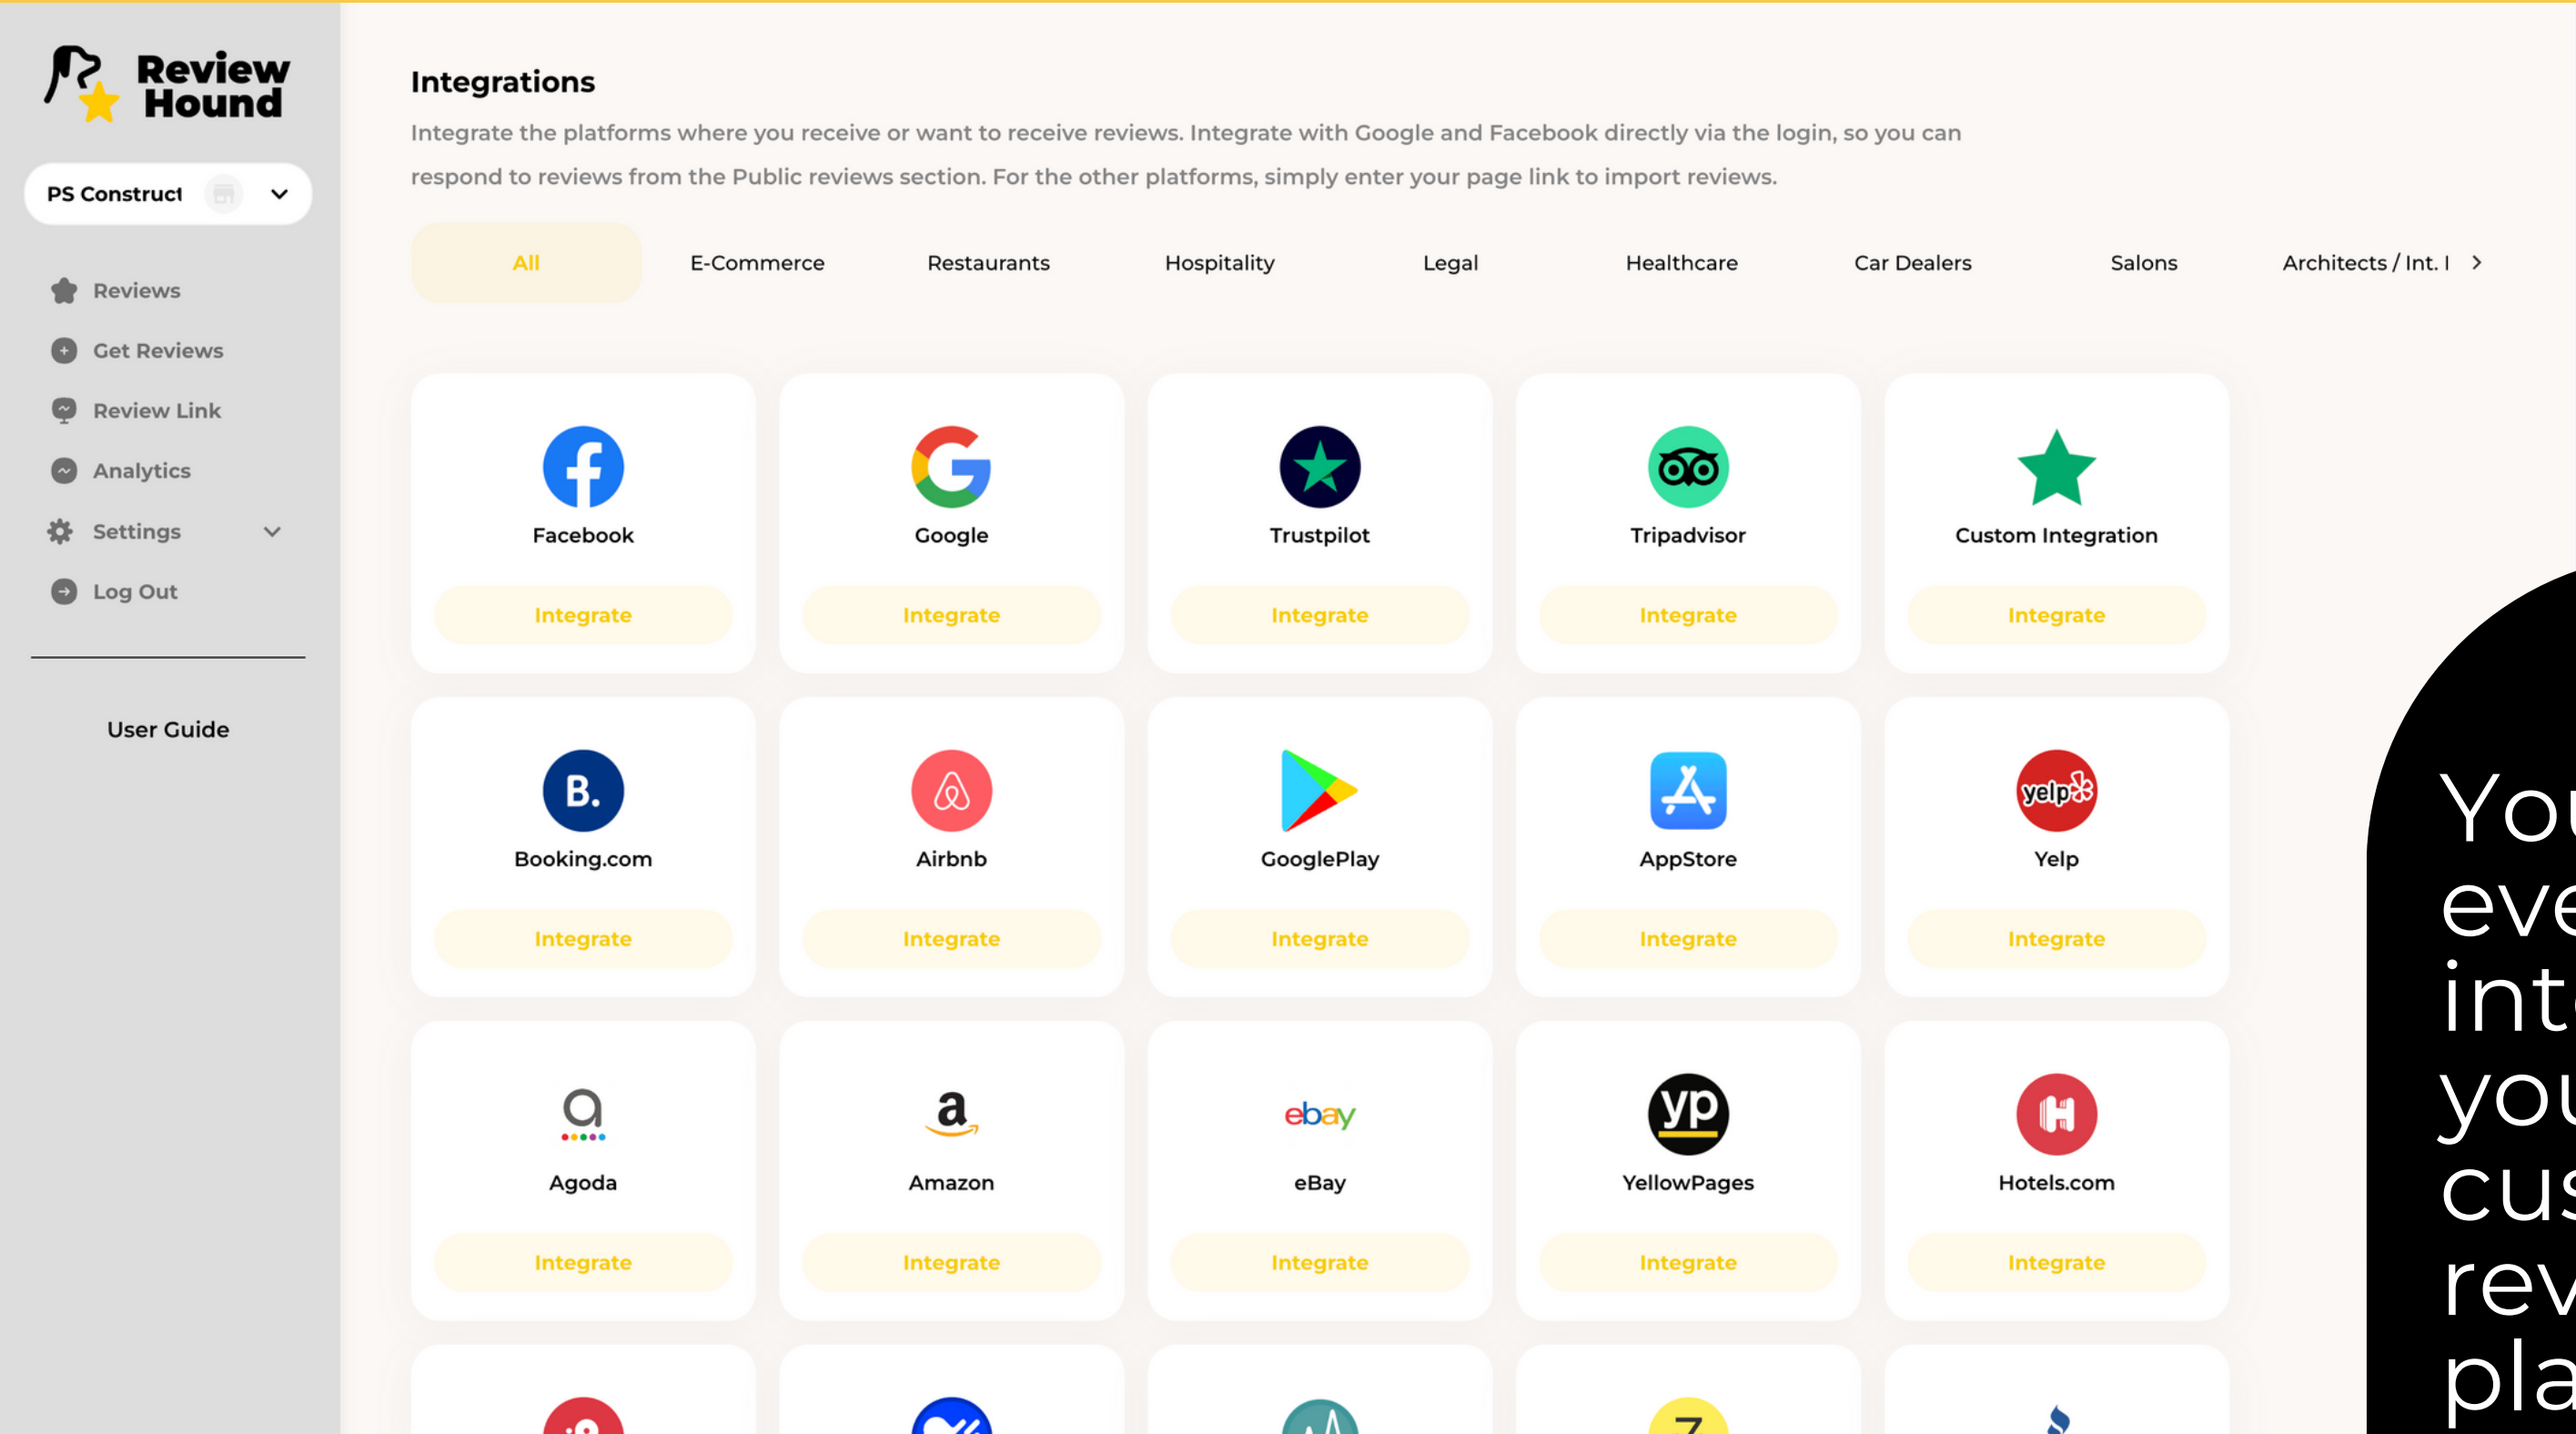 Review
Hound
PS Construct
Reviews
Get Reviews
Review Link
Analytics
Settings
Log Out
User Guide
Integrations
Integrate the platforms where you receive or want to receive reviews. Integrate with Google and Facebook directly via the login, so you can
respond to reviews from the Public reviews section. For the other platforms, simply enter your page link to import reviews.
All E-Commerce Restaurants Hospitality Legal Healthcare Car Dealers Salons Architects / Int.
Facebook Google Trustpilot Tripadvisor Custom Integration
Integrate Integrate Integrate Integrate Integrate
B. yelp
Booking.com Airbnb GooglePlay AppStore Yelp
Integrate Integrate Integrate Integrate Integrate
a ebay yp H
Agoda Amazon eBay YellowPages Hotels.com
Integrate Integrate Integrate Integrate Integrate